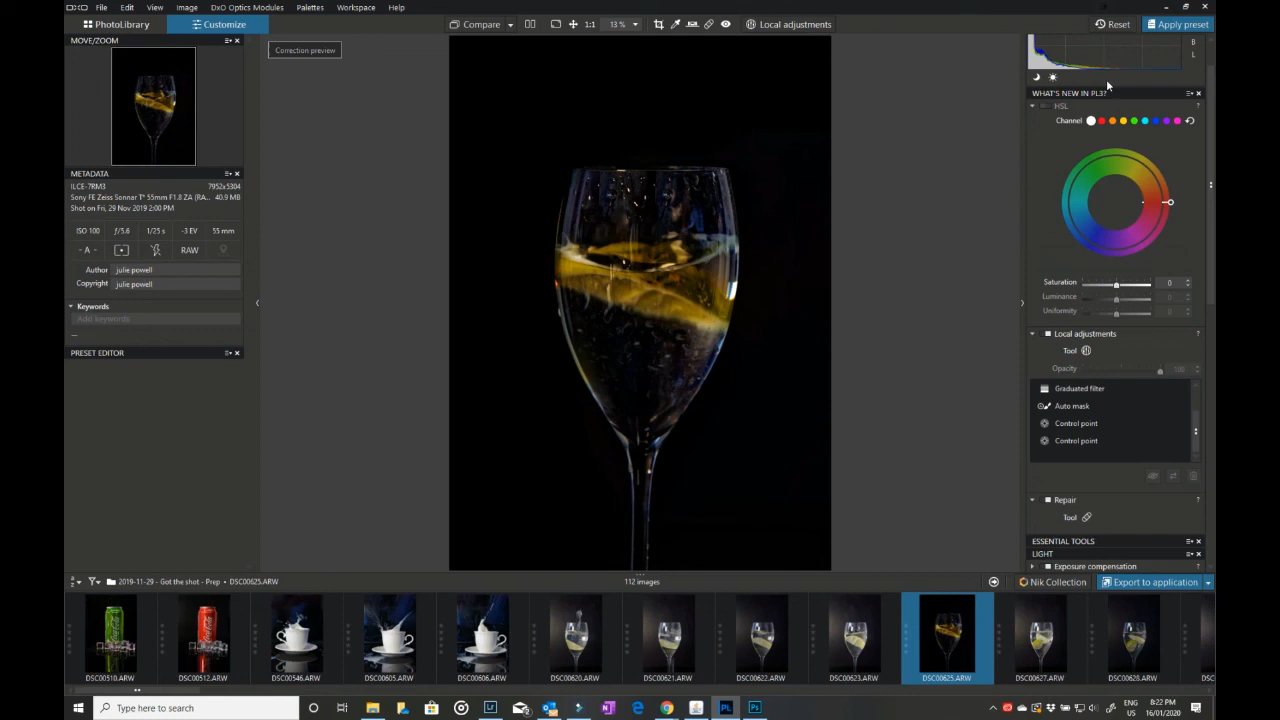 DxO File Edit View Image DxO Optics Modules Palettes Workspace Help
PhotoLibrary Customize Compare 1:1 13 % Local adjustments Reset Apply preset
MOVE/ZOOM
Correction preview
B
L
WHAT'S NEW IN PL3?
HSL ?
Channel
METADATA
ILCE-7RM3 7952x5304
Sony FE Zeiss Sonnar T* 55mm F1.8 ZA (RA... 40.9 MB
Shot on Fri, 29 Nov 2019 2:00 PM
ISO 100 ƒ/5.6 1/25 s -3 EV 55 mm
- A - RAW
Author julie powell
Copyright julie powell
Keywords
Add keywords
PRESET EDITOR
Saturation 0
Luminance 0
Uniformity 0
Local adjustments ?
Tool
Opacity 100
Graduated filter
Auto mask
Control point
Control point
Repair ?
Tool
ESSENTIAL TOOLS
LIGHT
Exposure compensation ?
2019-11-29 - Got the shot - Prep • DSC00625.ARW 112 images Nik Collection Export to application
DSC00510.ARW DSC00512.ARW DSC00546.ARW DSC00605.ARW DSC00606.ARW DSC00620.ARW DSC00621.ARW DSC00622.ARW DSC00623.ARW DSC00625.ARW DSC00627.ARW DSC00628.ARW DSC
Type here to search
ENG
US
8:22 PM
16/01/2020